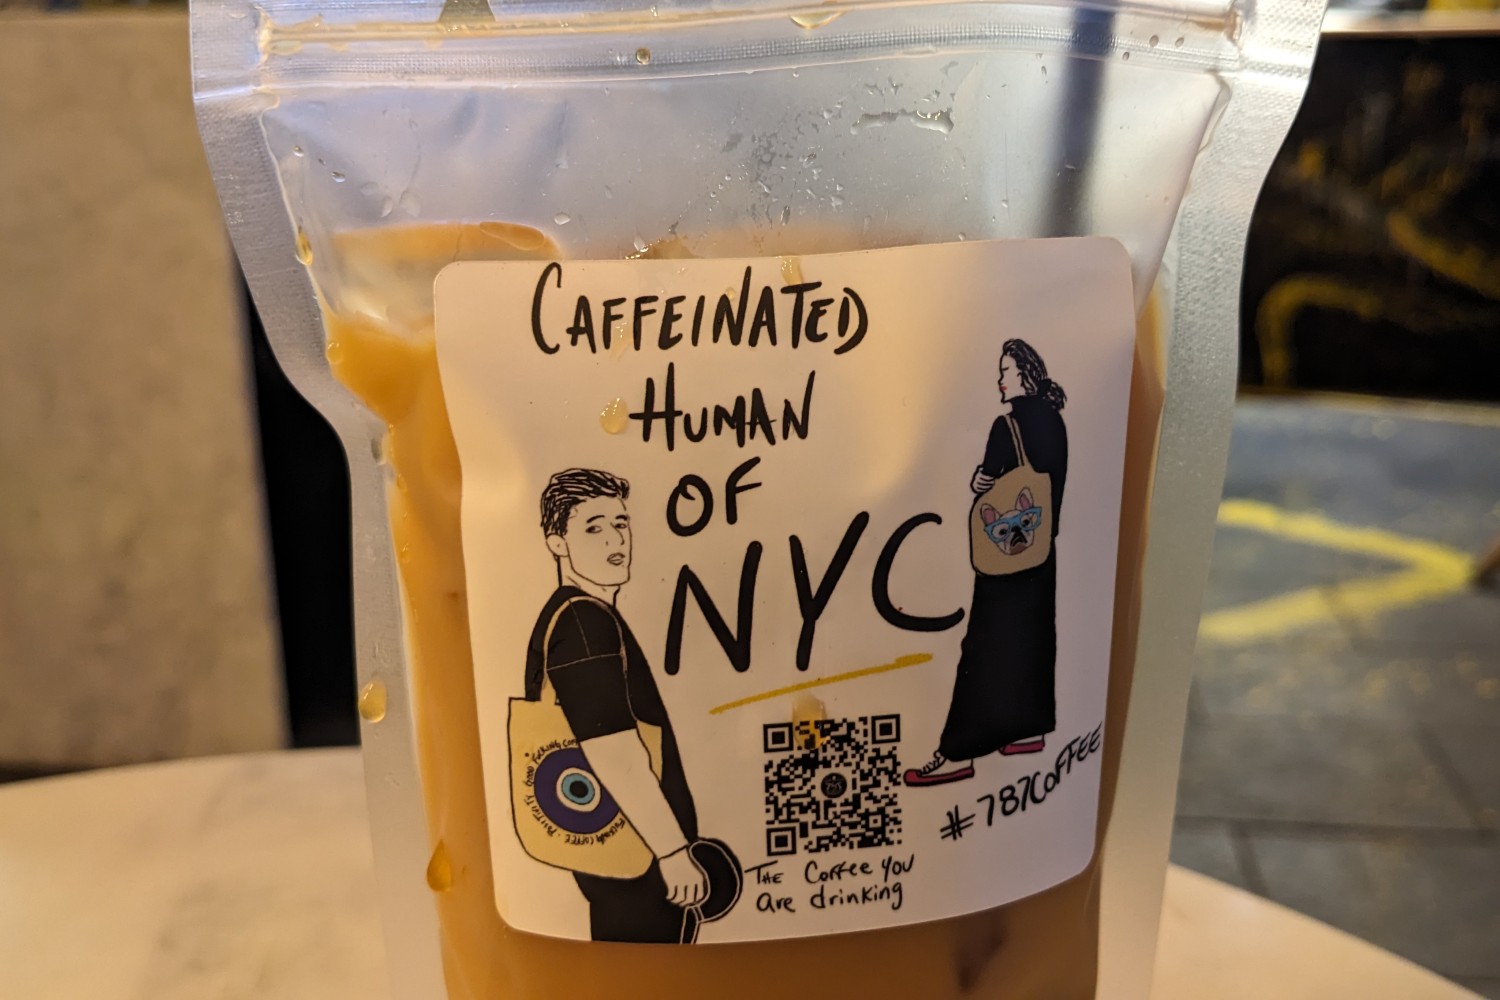 CAFFEINATED
HUMAN
OF
NYC
#787COFFEE
THE COFFEE YOU
are drinking